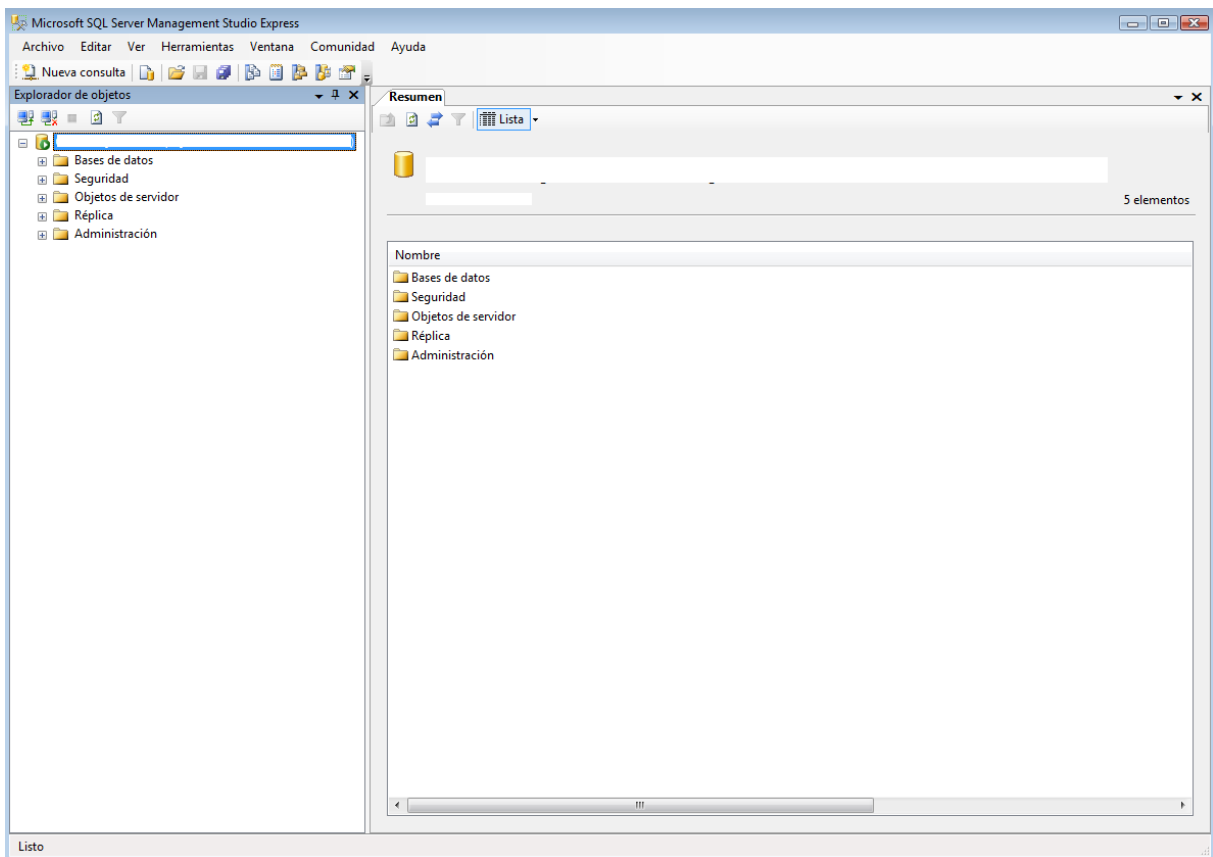 Microsoft SQL Server Management Studio Express
Archivo Editar Ver Herramientas Ventana Comunidad Ayuda
Nueva consulta
Explorador de objetos
Bases de datos
Seguridad
Objetos de servidor
Réplica
Administración
Resumen
Lista
5 elementos
Nombre
Bases de datos
Seguridad
Objetos de servidor
Réplica
Administración
Listo